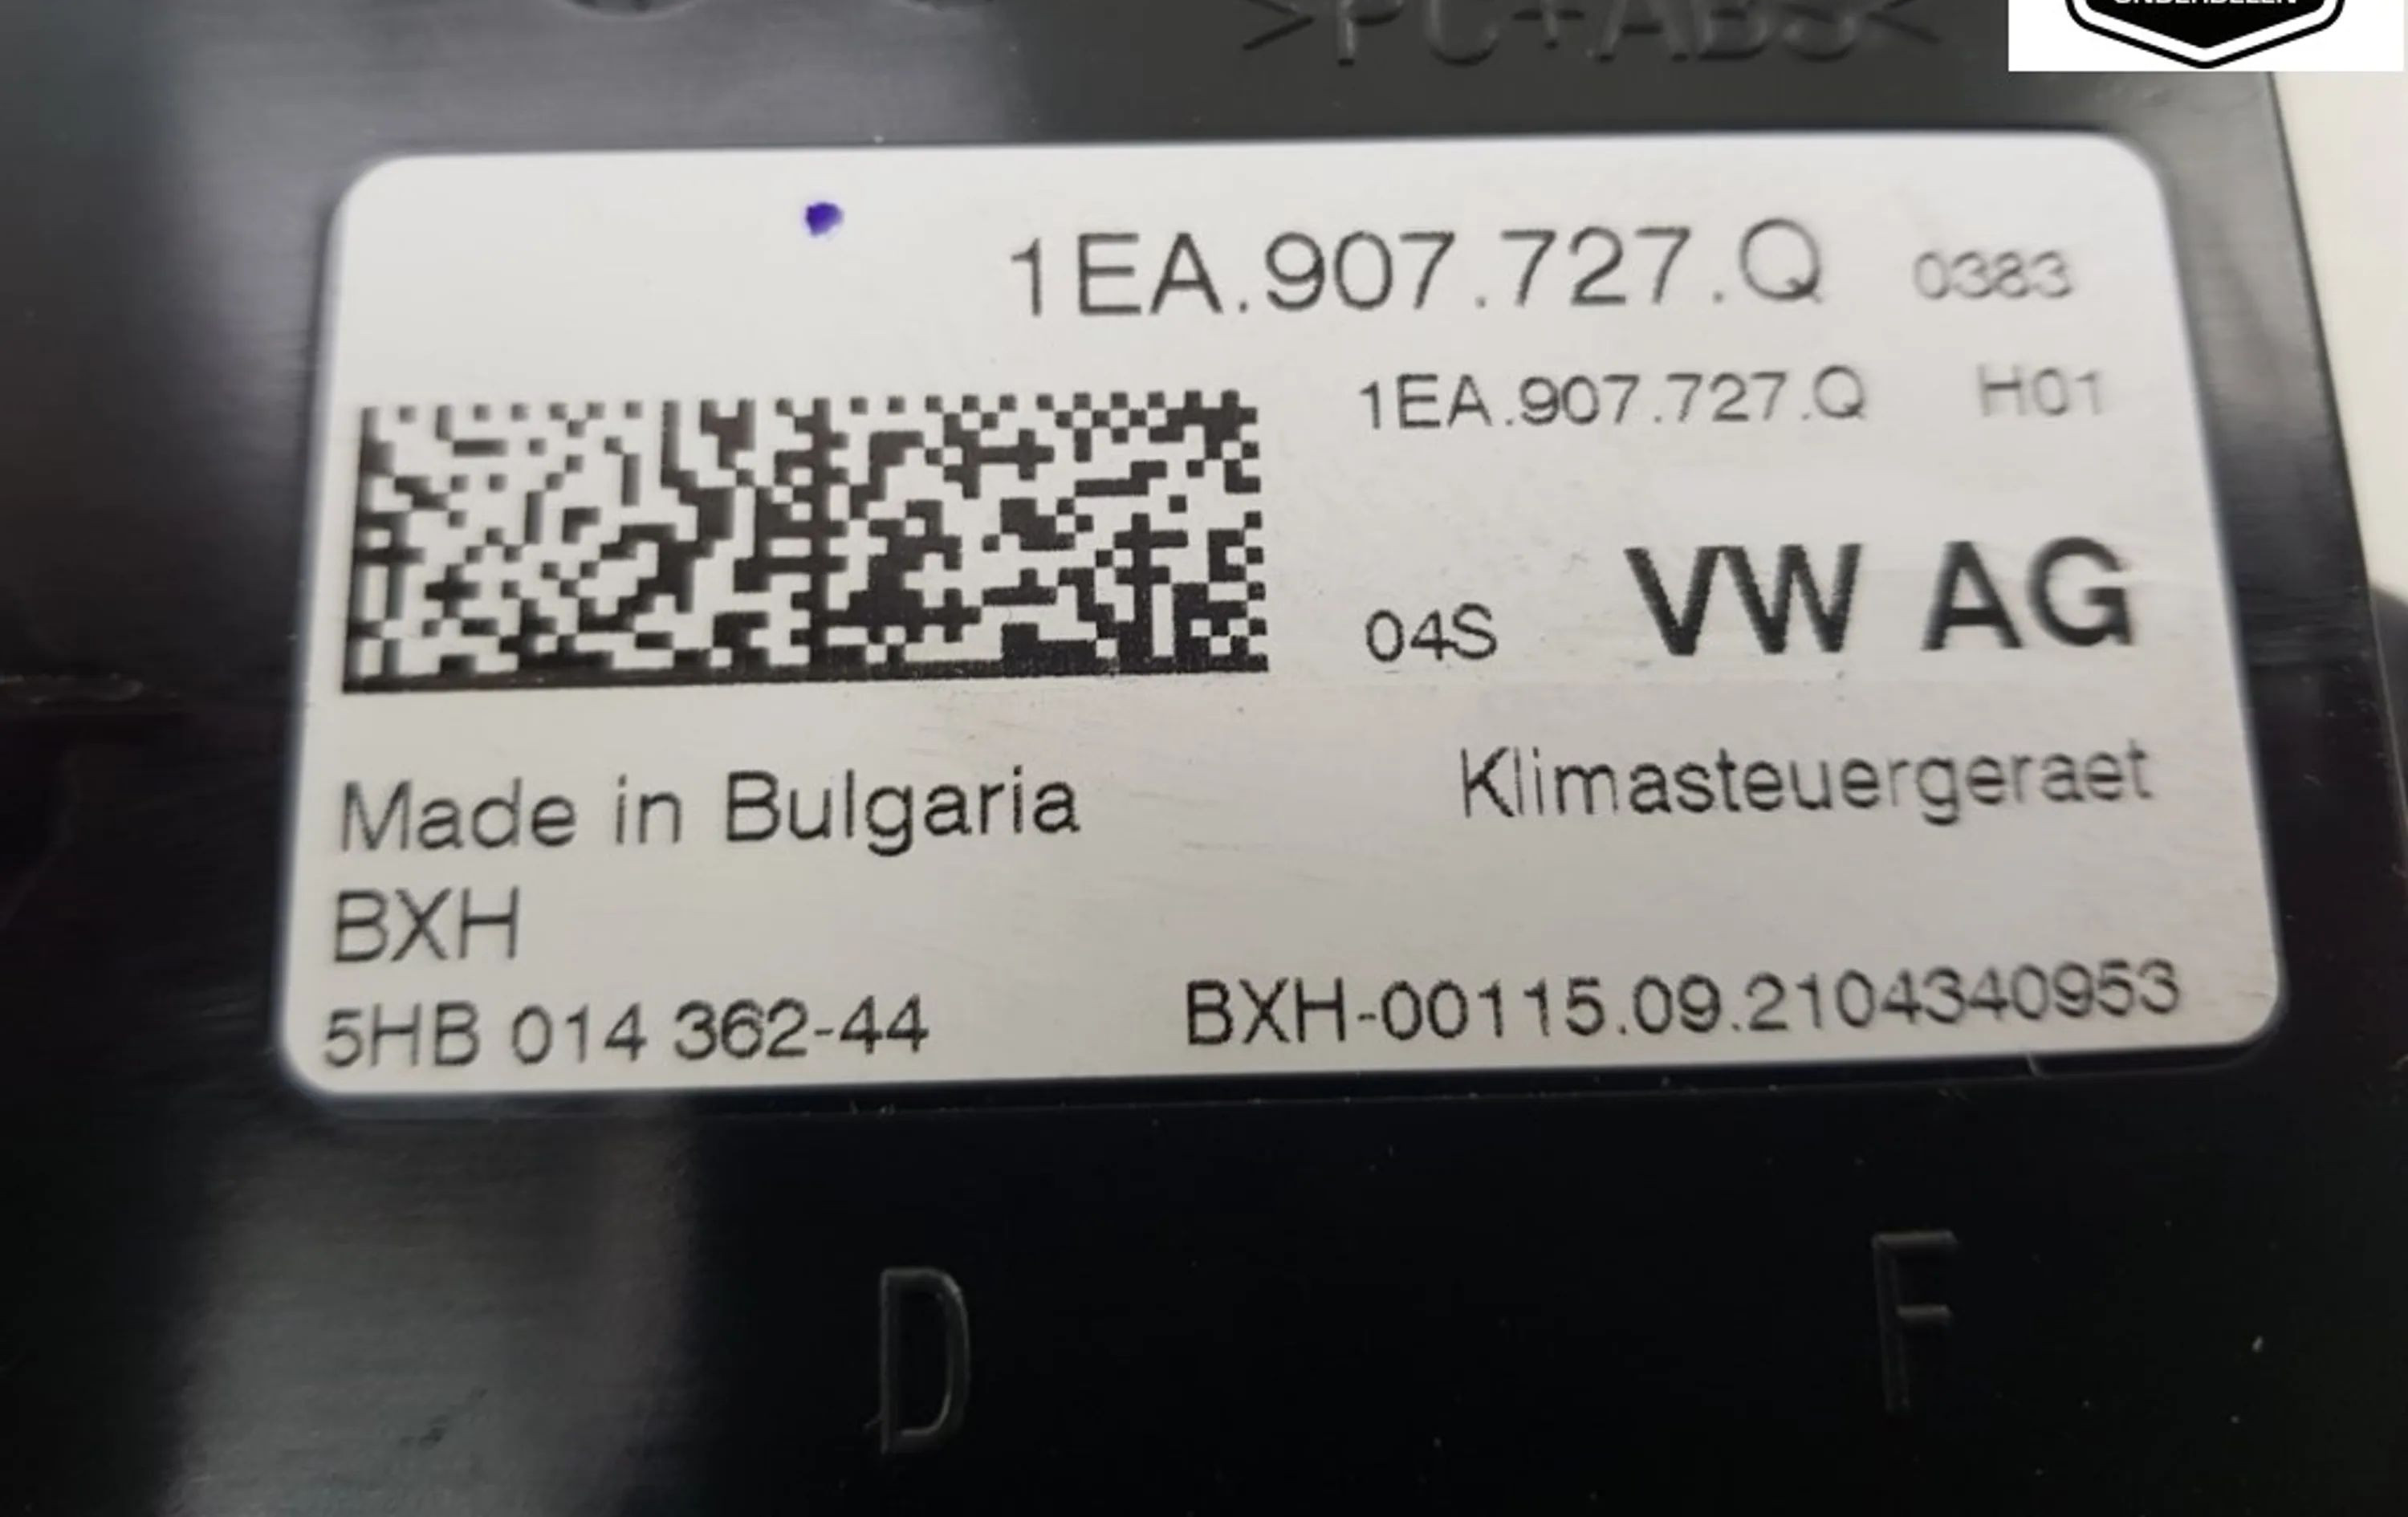 >PC+ABS<
ONDERDELEN
1EA.907.727.Q 0383
1EA.907.727.Q H01
04S VW AG
Made in Bulgaria
Klimasteuergeraet
BXH
5HB 014 362-44
BXH-00115.09.2104340953
D
F